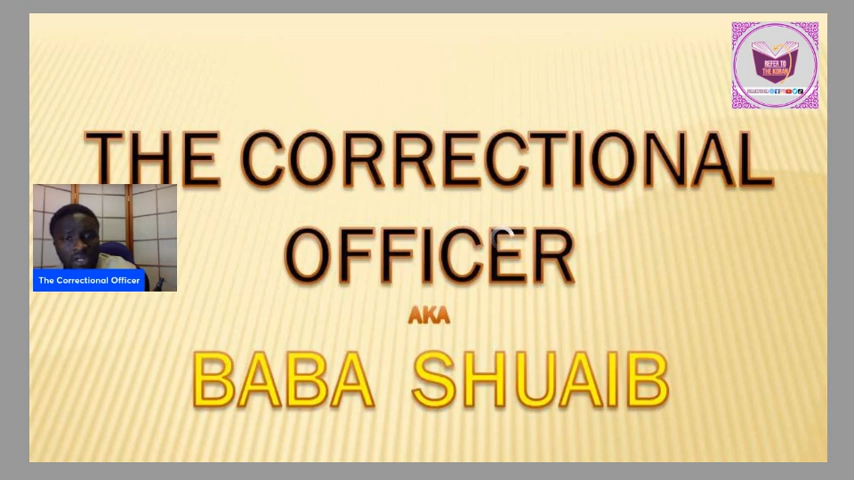 REFER TO
THE KORAN
THE CORRECTIONAL
OFFICER
The Correctional Officer
AKA
BABA SHUAIB